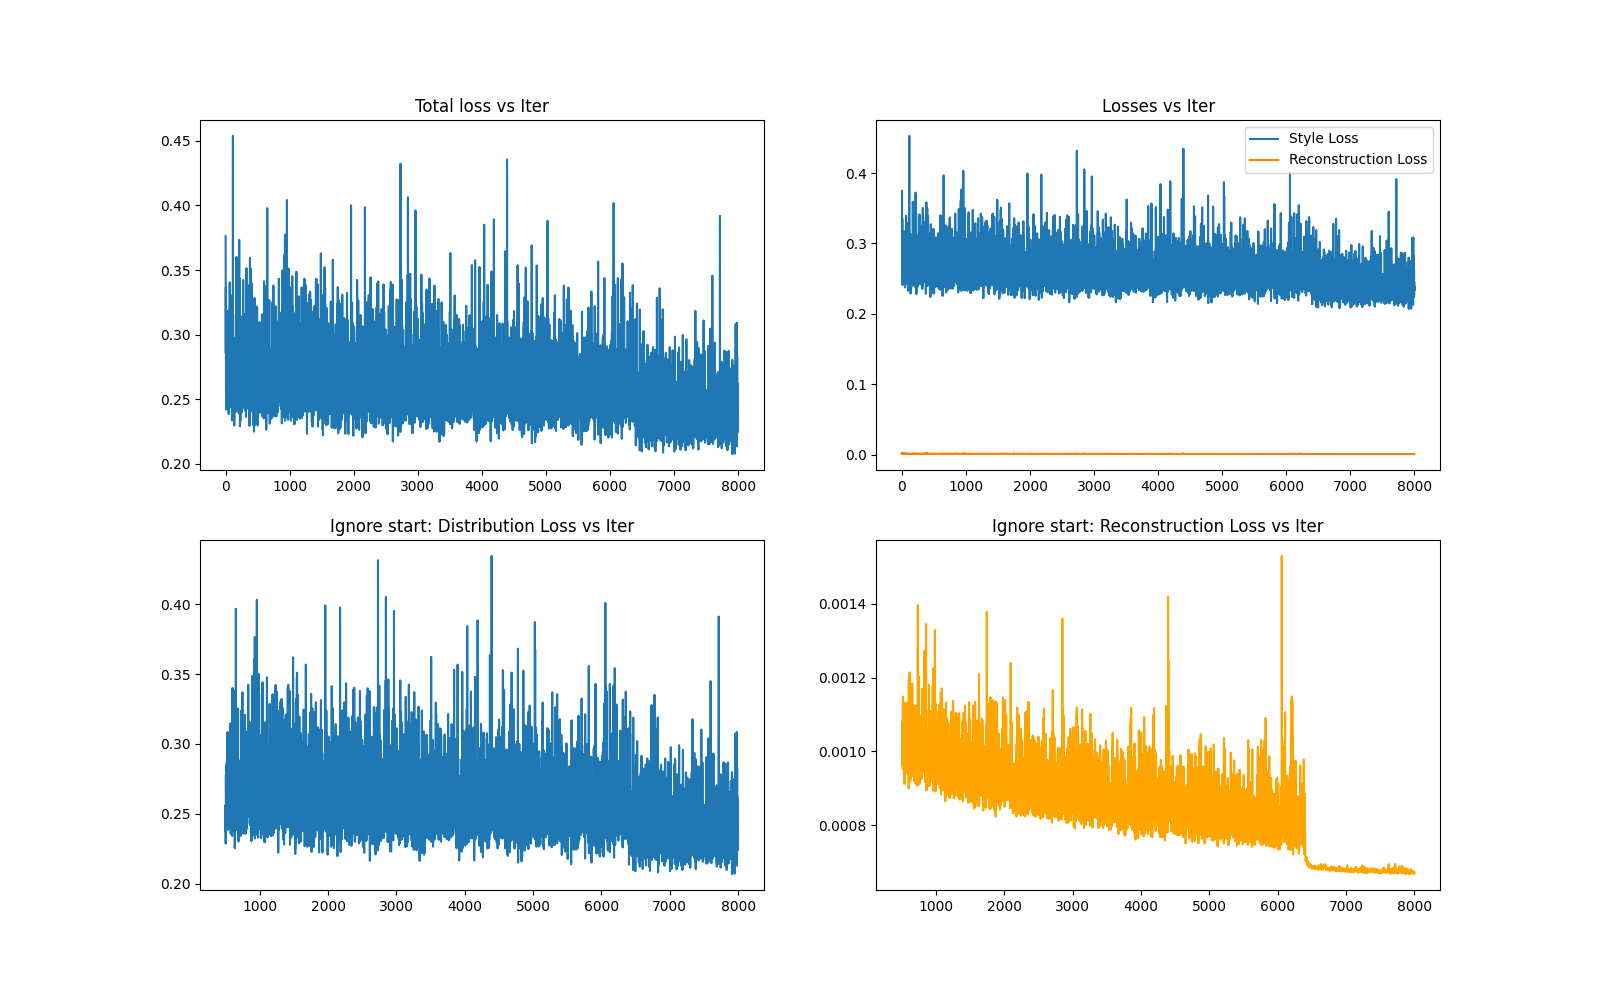 Total loss vs Iter
0.45
0.40
0.35
0.30
0.25
0.20
0 1000 2000 3000 4000 5000 6000 7000 8000
Losses vs Iter
Style Loss
Reconstruction Loss
0.4
0.3
0.2
0.1
0.0
0 1000 2000 3000 4000 5000 6000 7000 8000
Ignore start: Distribution Loss vs Iter
0.40
0.35
0.30
0.25
0.20
1000 2000 3000 4000 5000 6000 7000 8000
Ignore start: Reconstruction Loss vs Iter
0.0014
0.0012
0.0010
0.0008
1000 2000 3000 4000 5000 6000 7000 8000